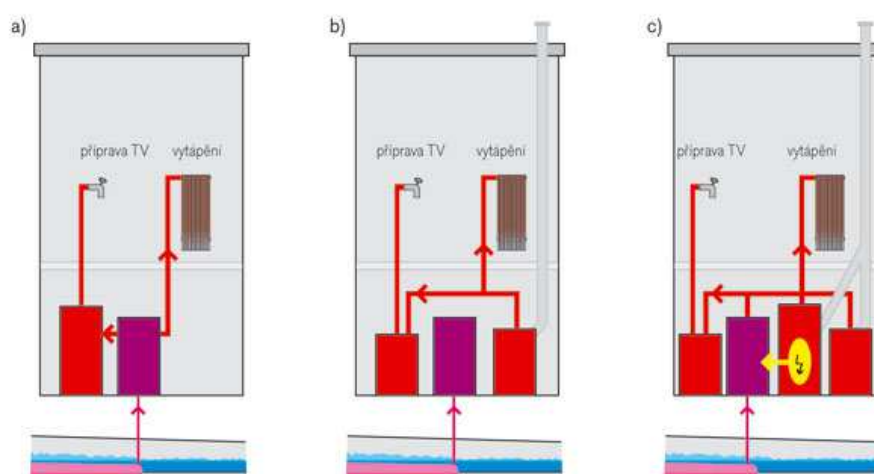 a)
b)
c)
příprava TV
vytápění
příprava TV
vytápění
příprava TV
vytápění